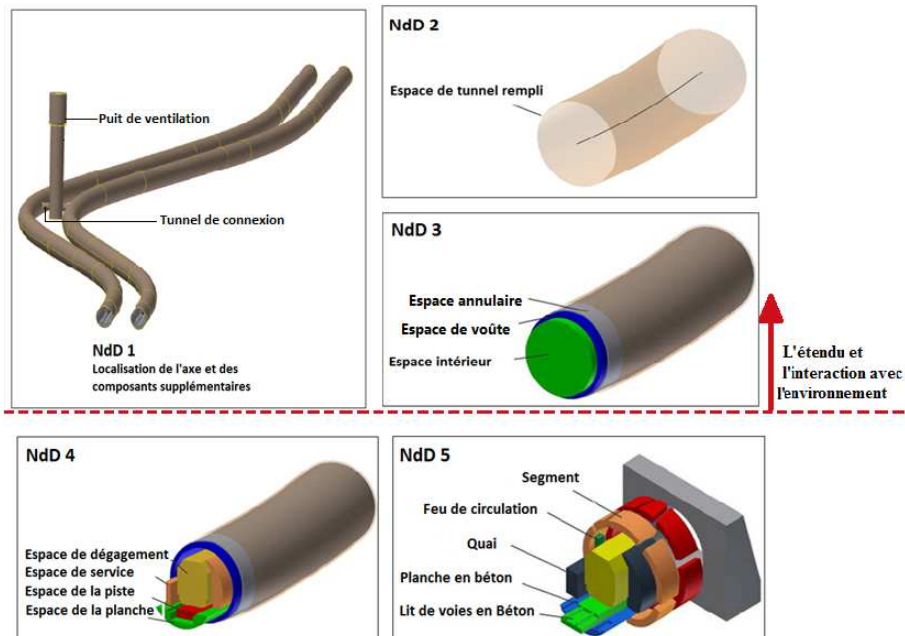 Puit de ventilation
Tunnel de connexion
NdD 1
Localisation de l'axe et des
composants supplémentaires
NdD 2
Espace de tunnel rempli
NdD 3
Espace annulaire
Espace de voûte
Espace intérieur
L'étendu et
l'interaction avec
l'environnement
NdD 4
Espace de dégagement
Espace de service
Espace de la piste
Espace de la planche
NdD 5
Segment
Feu de circulation
Quai
Planche en béton
Lit de voies en Béton